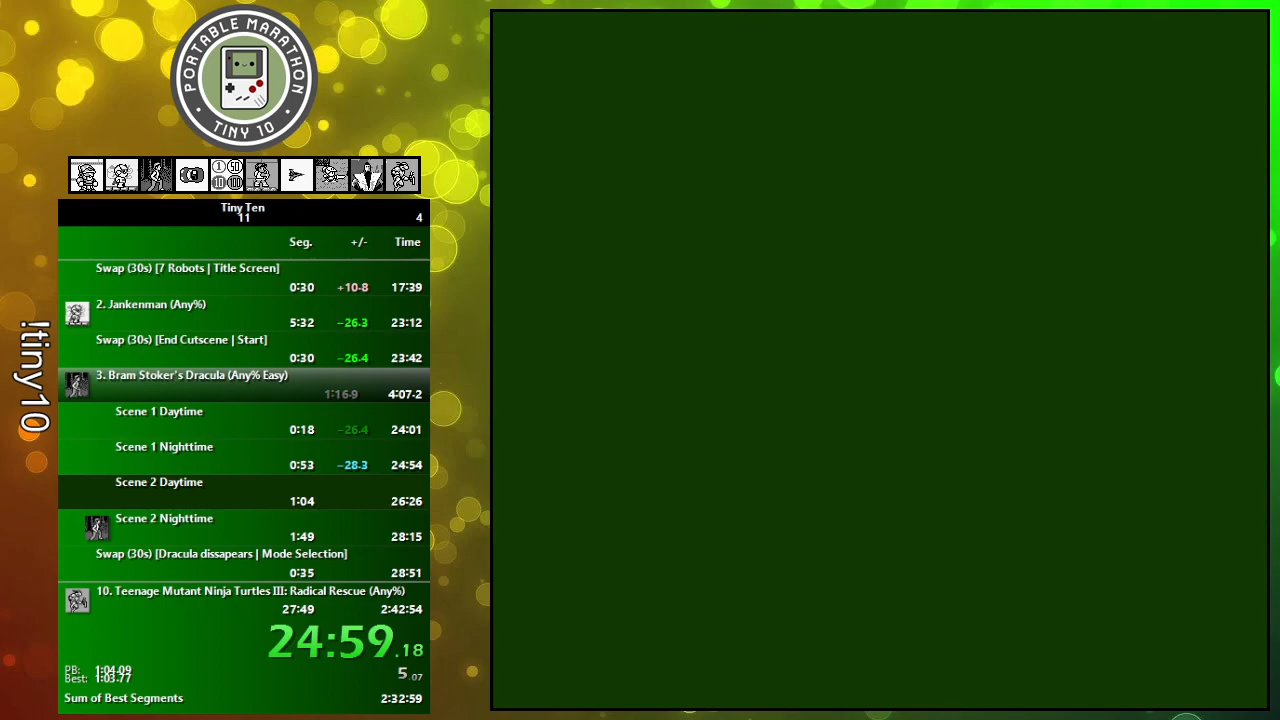 PORTABLE MARATHON
• TINY 10 •
1 50
10 100
!tiny10
Tiny Ten
11 4
Seg. +/- Time
Swap (30s) [7 Robots | Title Screen]
0:30 +10.8 17:39
2. Jankenman (Any%)
5:32 −26.3 23:12
Swap (30s) [End Cutscene | Start]
0:30 −26.4 23:42
3. Bram Stoker's Dracula (Any% Easy)
1:16.9 4:07.2
Scene 1 Daytime
0:18 −26.4 24:01
Scene 1 Nighttime
0:53 −28.3 24:54
Scene 2 Daytime
1:04 26:26
Scene 2 Nighttime
1:49 28:15
Swap (30s) [Dracula dissapears | Mode Selection]
0:35 28:51
10. Teenage Mutant Ninja Turtles III: Radical Rescue (Any%)
27:49 2:42:54
24:59.18
PB: 1:04.09
5.07
Best: 1:03.77
Sum of Best Segments 2:32:59